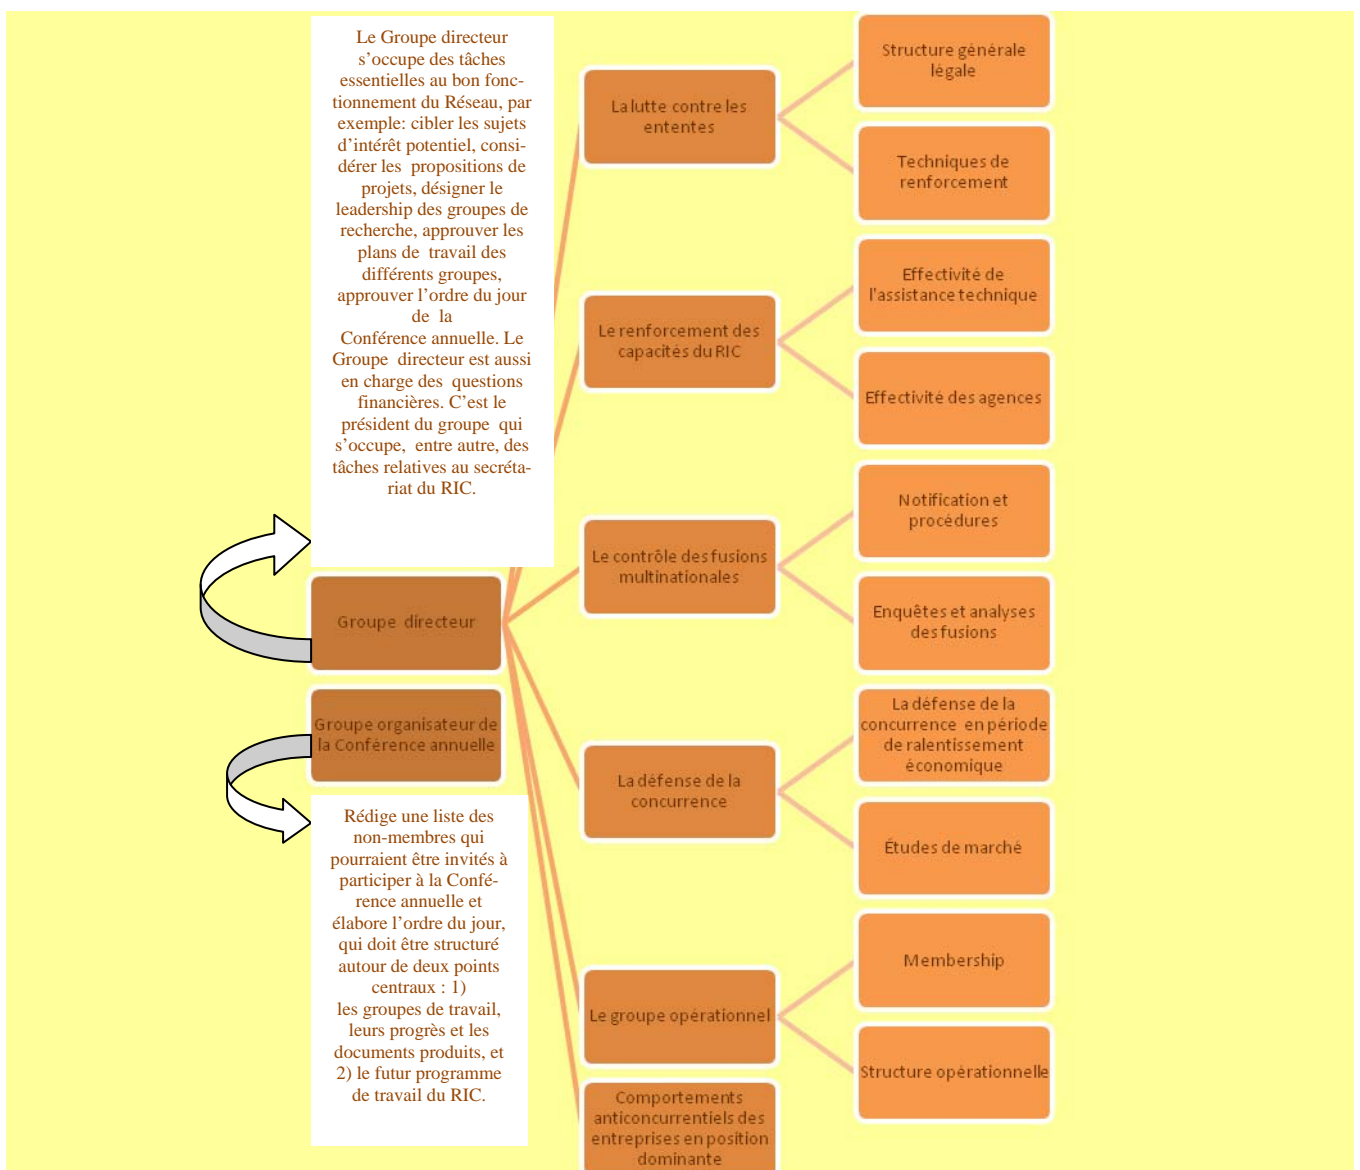 Le Groupe directeur
s’occupe des tâches
essentielles au bon fonc-
tionnement du Réseau, par
exemple: cibler les sujets
d’intérêt potentiel, consi-
dérer les propositions de
projets, désigner le
leadership des groupes de
recherche, approuver les
plans de travail des
différents groupes,
approuver l’ordre du jour
de la
Conférence annuelle. Le
Groupe directeur est aussi
en charge des questions
financières. C’est le
président du groupe qui
s’occupe, entre autre, des
tâches relatives au secréta-
riat du RIC.
Groupe directeur
Groupe organisateur de
la Conférence annuelle
Rédige une liste des
non-membres qui
pourraient être invités à
participer à la Confé-
rence annuelle et
élabore l’ordre du jour,
qui doit être structuré
autour de deux points
centraux : 1)
les groupes de travail,
leurs progrès et les
documents produits, et
2) le futur programme
de travail du RIC.
La lutte contre les
ententes
Structure générale
légale
Techniques de
renforcement
Le renforcement des
capacités du RIC
Effectivité de
l'assistance technique
Effectivité des agences
Le contrôle des fusions
multinationales
Notification et
procédures
Enquêtes et analyses
des fusions
La défense de la
concurrence
La défense de la
concurrence en période
de ralentissement
économique
Études de marché
Le groupe opérationnel
Membership
Structure opérationnelle
Comportements
anticoncurrentiels des
entreprises en position
dominante